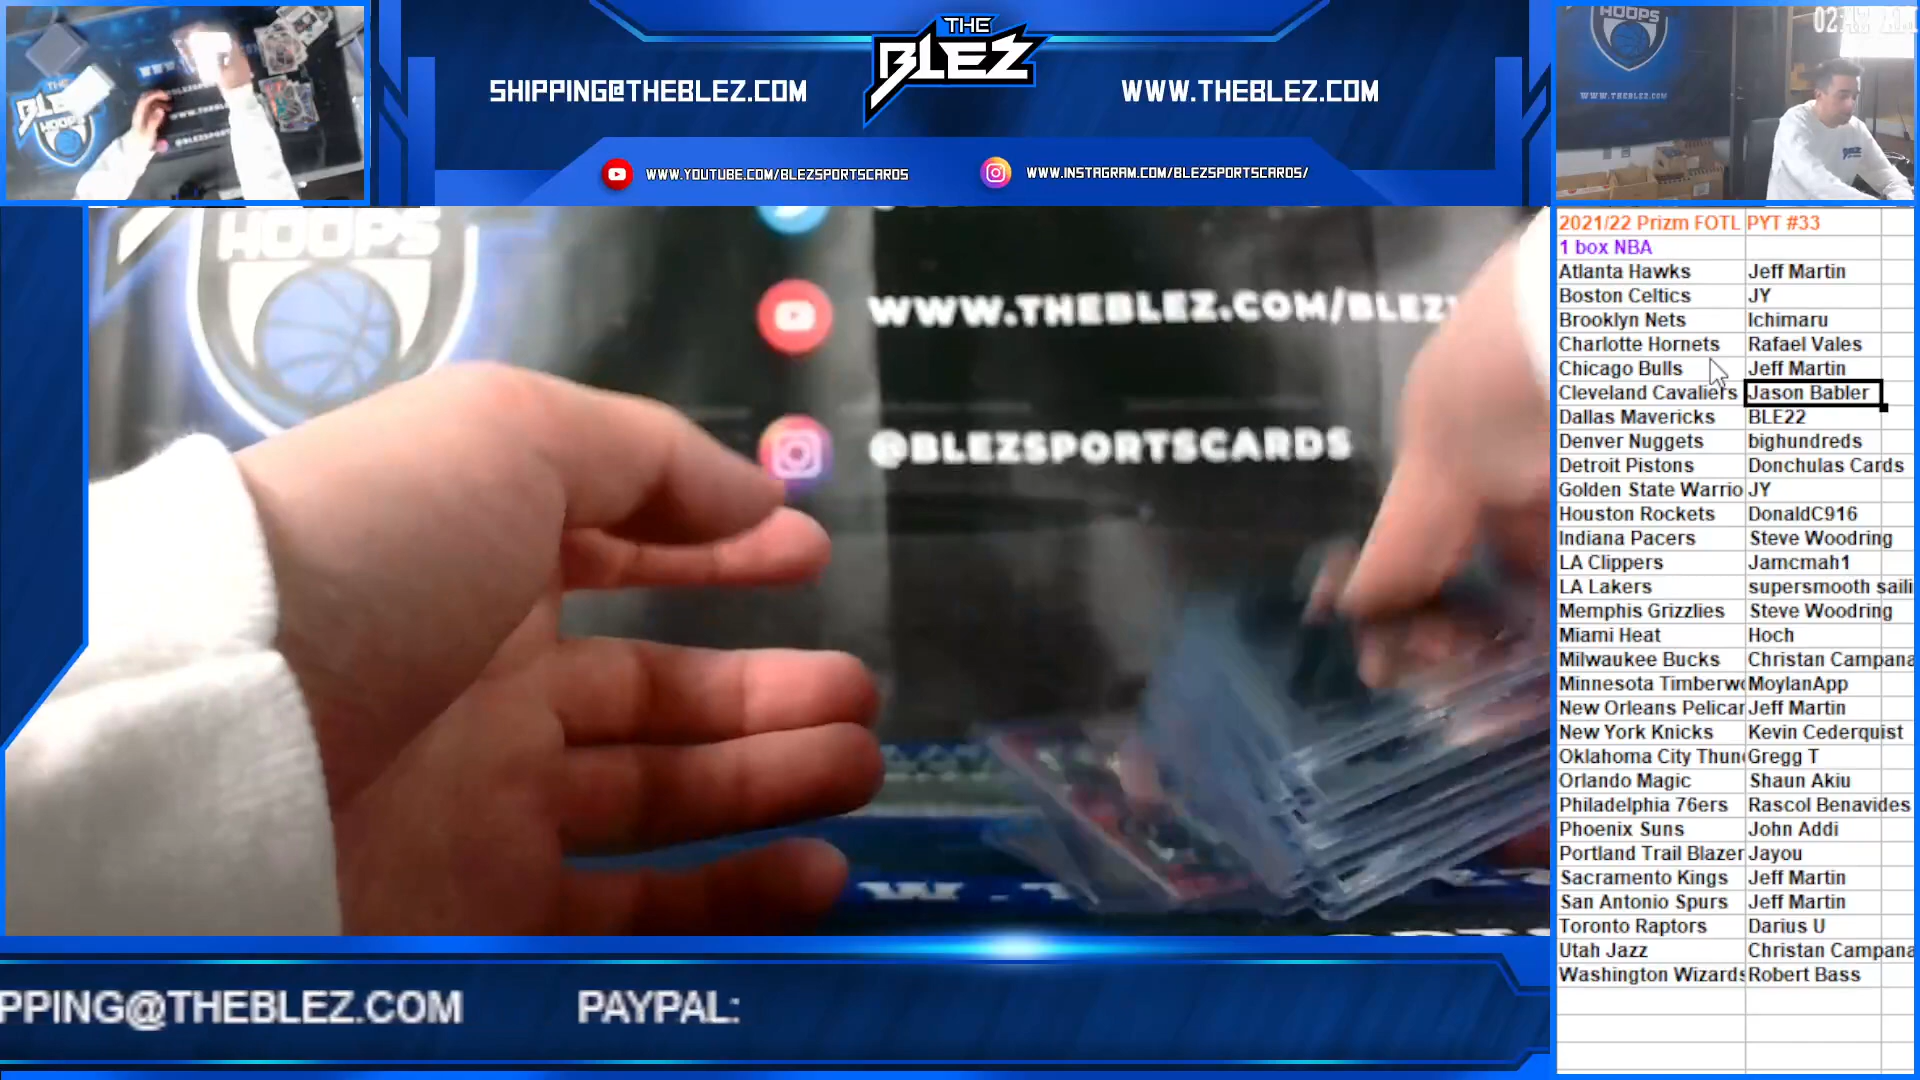 THE
BLEZ
SHIPPING@THEBLEZ.COM
WWW.THEBLEZ.COM
WWW.YOUTUBE.COM/BLEZSPORTSCARDS
WWW.INSTAGRAM.COM/BLEZSPORTSCARDS/
HOOPS
WWW.THEBLEZ.COM
HOOPS
WWW.THEBLEZ.COM/BLEZ
@BLEZSPORTSCARDS
2021/22 Prizm FOTL PYT #33
1 box NBA
Atlanta Hawks Jeff Martin
Boston Celtics JY
Brooklyn Nets Ichimaru
Charlotte Hornets Rafael Vales
Chicago Bulls Jeff Martin
Cleveland Cavaliers Jason Babler
Dallas Mavericks BLE22
Denver Nuggets bighundreds
Detroit Pistons Donchulas Cards
Golden State Warrio JY
Houston Rockets DonaldC916
Indiana Pacers Steve Woodring
LA Clippers Jamcmah1
LA Lakers supersmooth saili
Memphis Grizzlies Steve Woodring
Miami Heat Hoch
Milwaukee Bucks Christan Campana
Minnesota Timberw MoylanApp
New Orleans Pelican Jeff Martin
New York Knicks Kevin Cederquist
Oklahoma City Thun Gregg T
Orlando Magic Shaun Akiu
Philadelphia 76ers Rascol Benavides
Phoenix Suns John Addi
Portland Trail Blazer Jayou
Sacramento Kings Jeff Martin
San Antonio Spurs Jeff Martin
Toronto Raptors Darius U
Utah Jazz Christan Campana
Washington Wizards Robert Bass
PPING@THEBLEZ.COM PAYPAL: